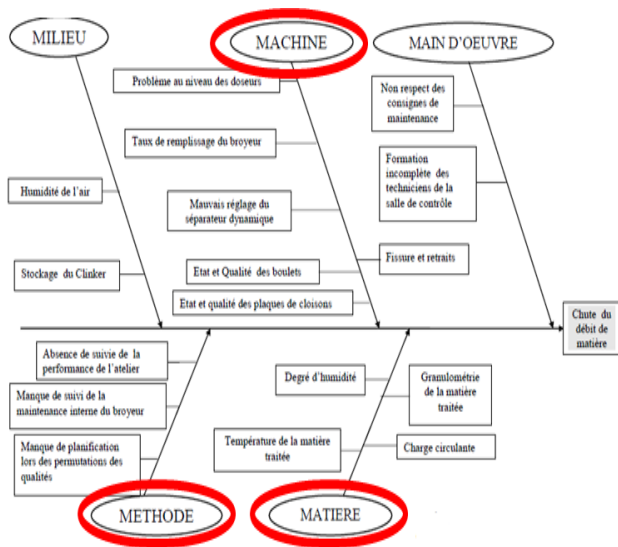 MILIEU
MACHINE
MAIN D'OEUVRE
Problème au niveau des doseurs
Non respect des
consignes de
maintenance
Taux de remplissage du broyeur
Formation
incomplète des
techniciens de la
salle de contrôle
Humidité de l'air
Mauvais réglage du
séparateur dynamique
Stockage du Clinker
Etat et Qualité des boulets
Fissure et retraits
Etat et qualité des plaques de cloisons
Chute du
débit de
matière
Absence de suivie de la
performance de l'atelier
Degré d'humidité
Granulométrie
de la matière
traitée
Manque de suivi de la
maintenance interne du broyeur
Manque de planification
lors des permutations des
qualités
Température de la matière
traitée
Charge circulante
METHODE
MATIERE